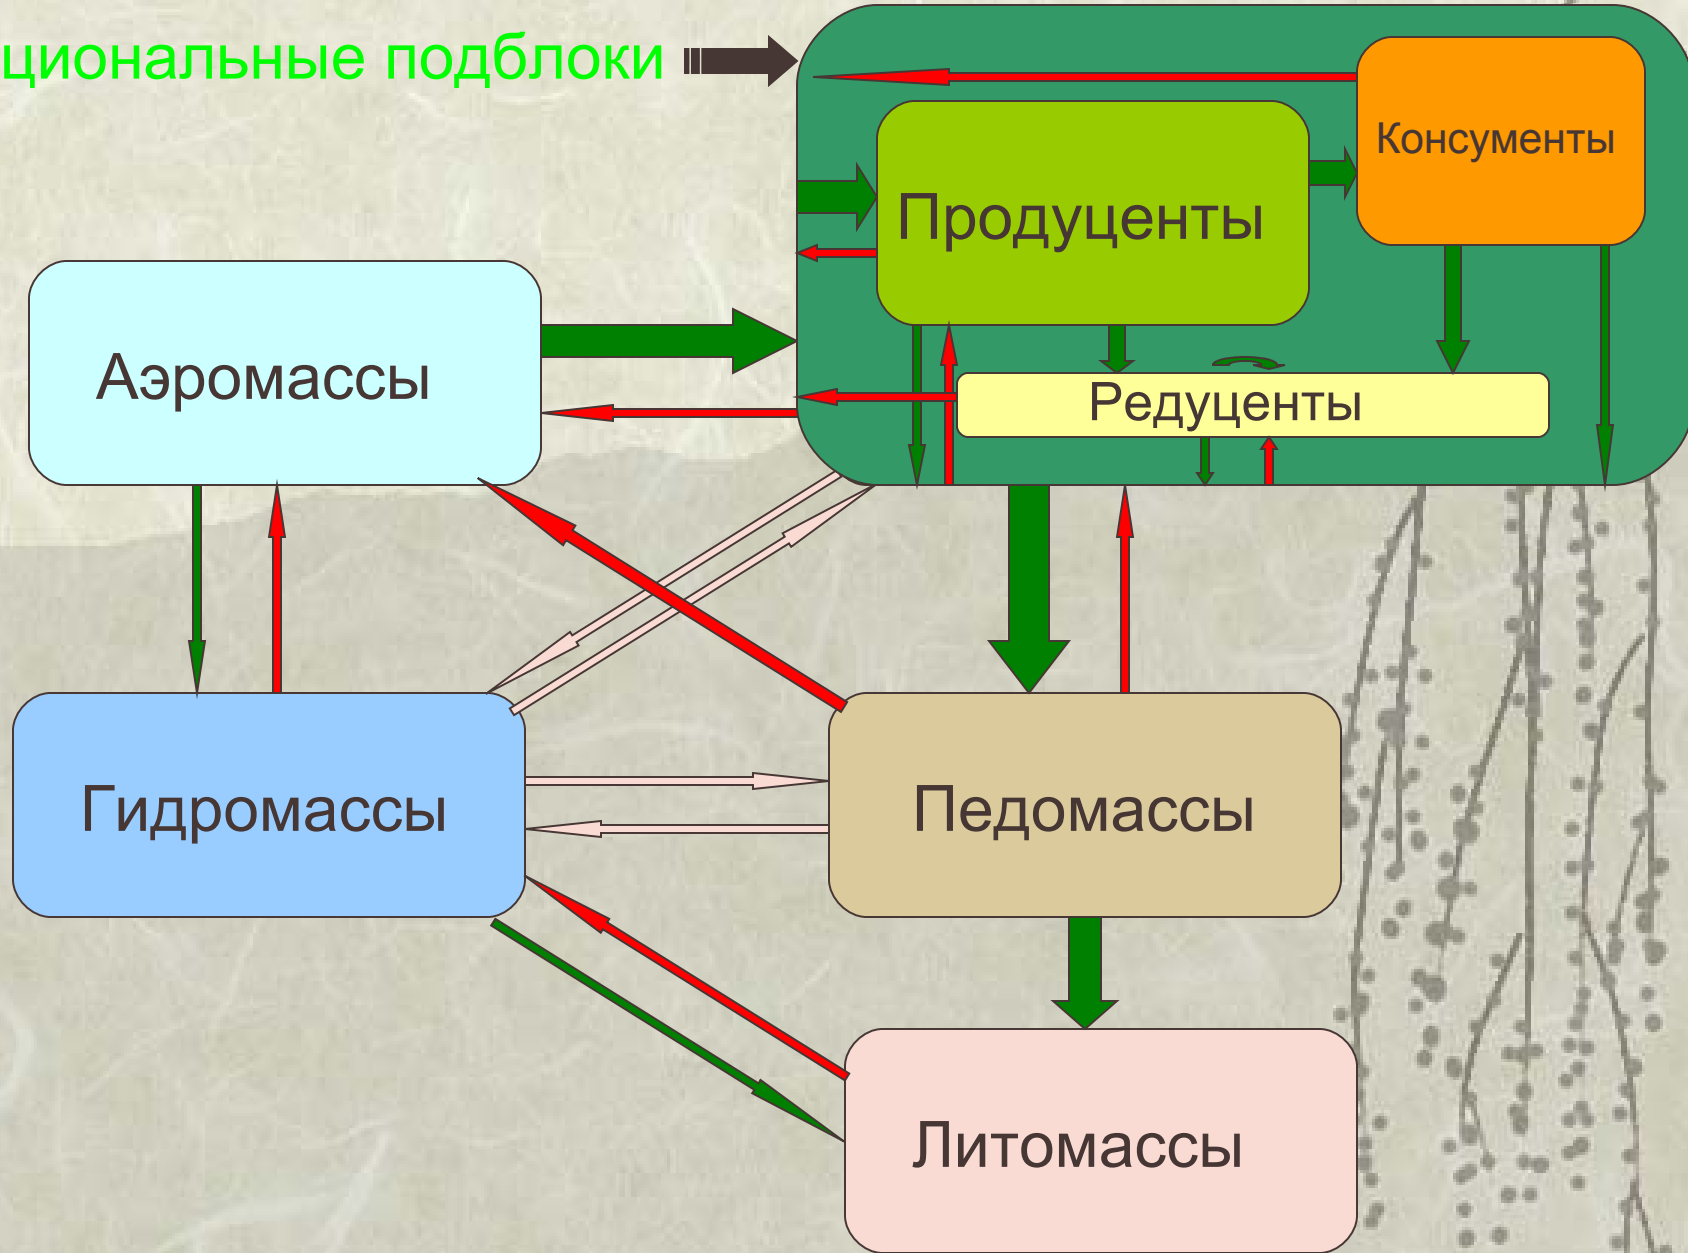 циональные подблоки
Консументы
Продуценты
Аэромассы
Редуценты
Гидромассы
Педомассы
Литомассы